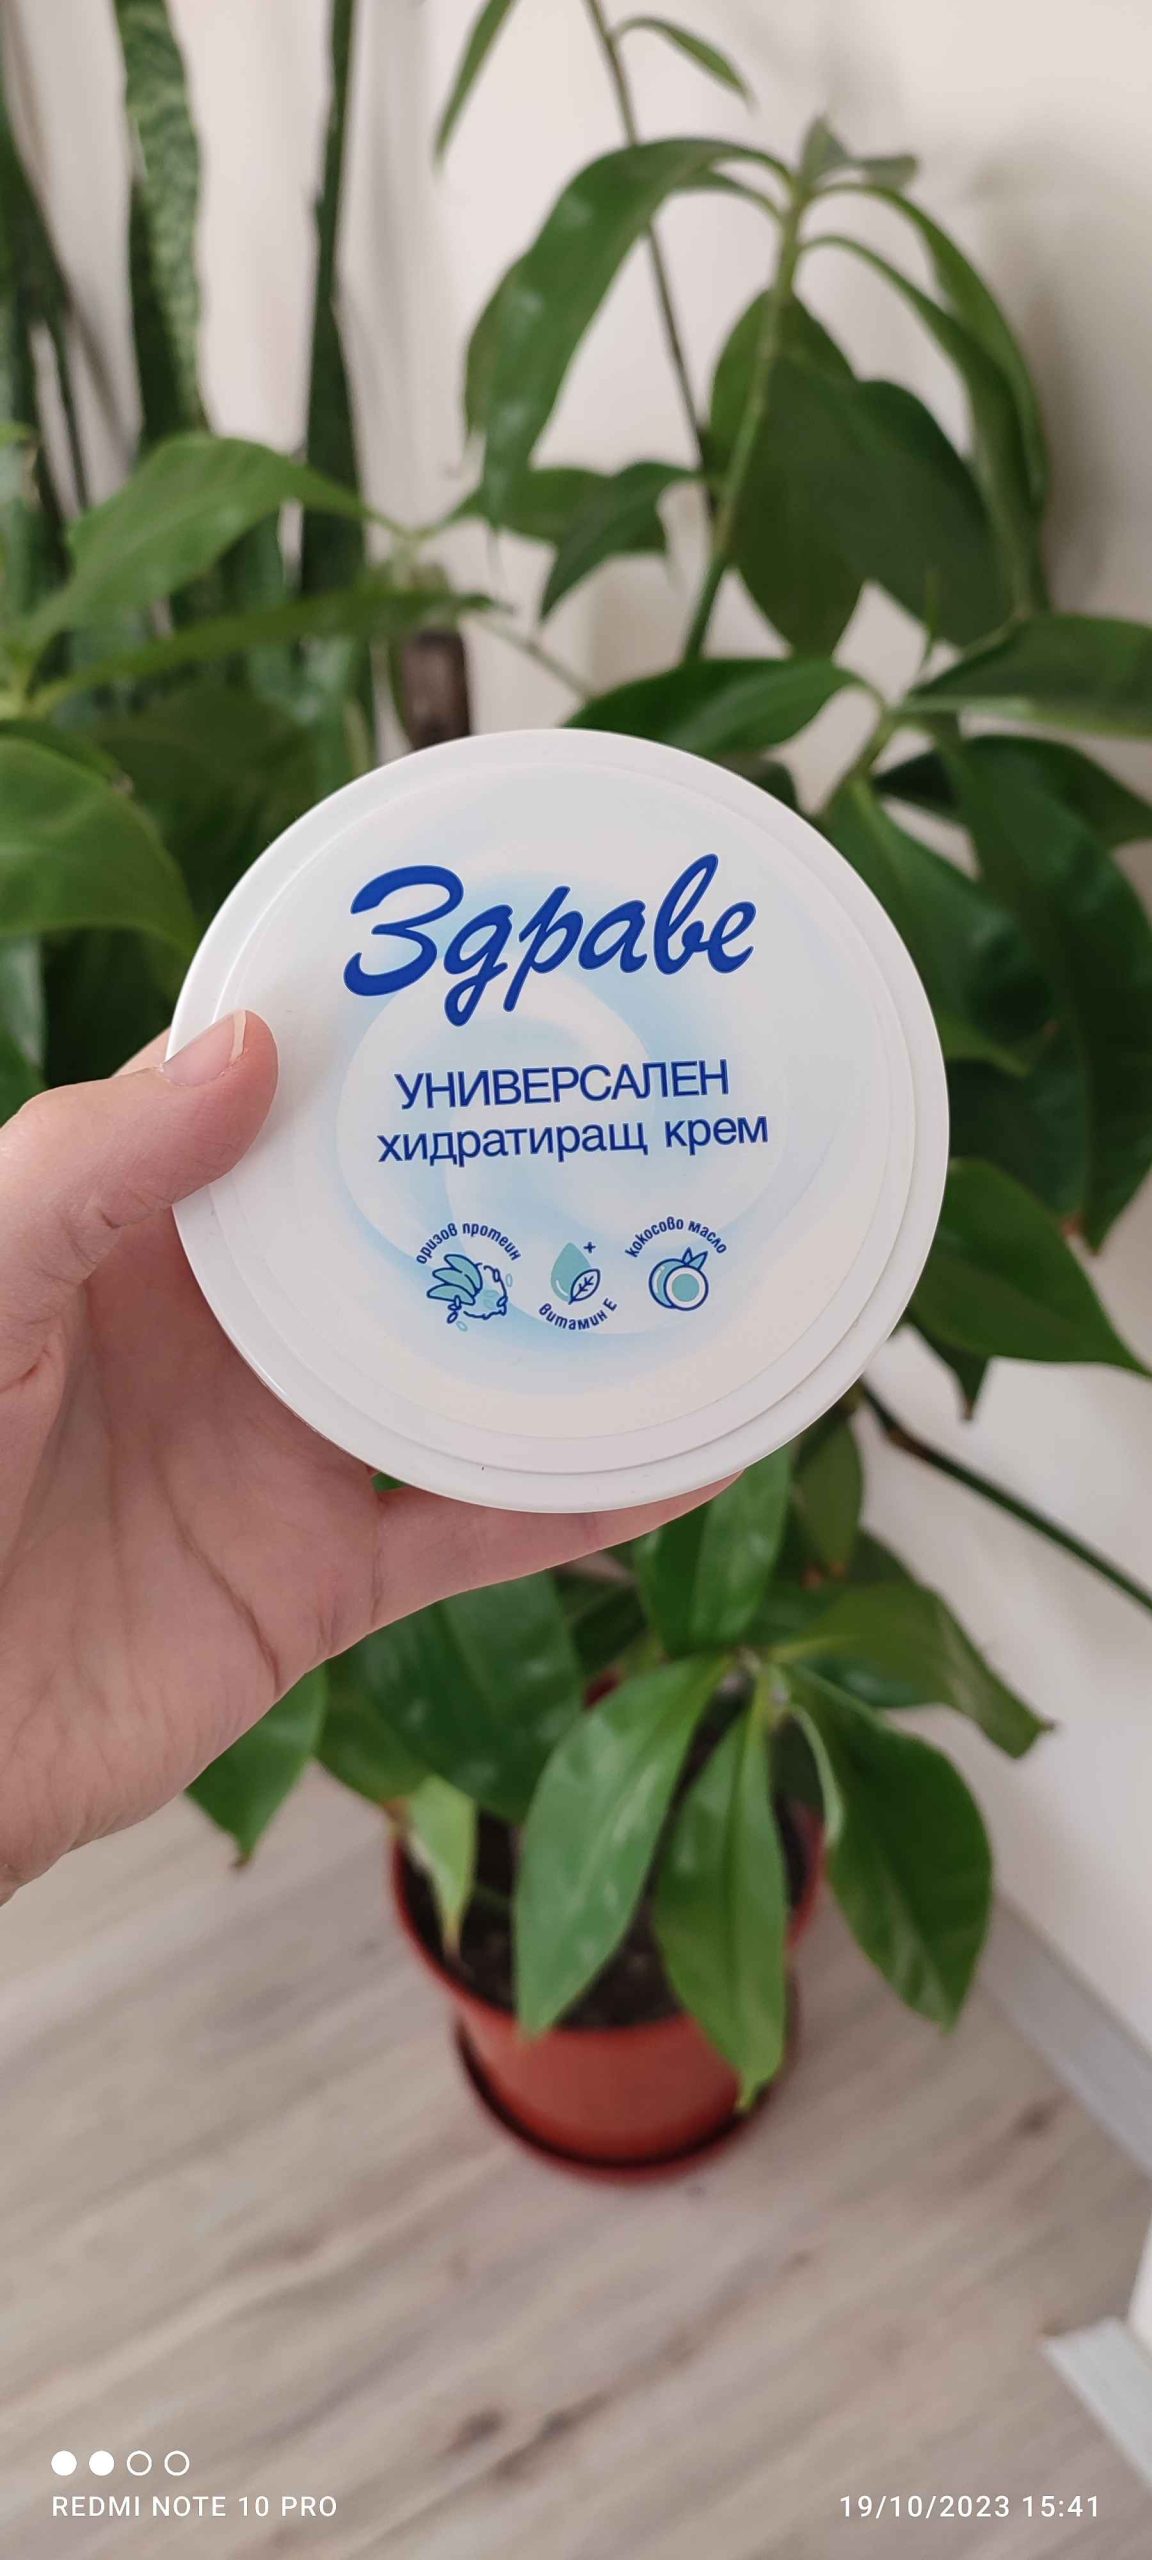 Здраве
УНИВЕРСАЛЕН
хидратиращ крем
оризов протеин
витамин Е
кокосово масло
REDMI NOTE 10 PRO
19/10/2023 15:41